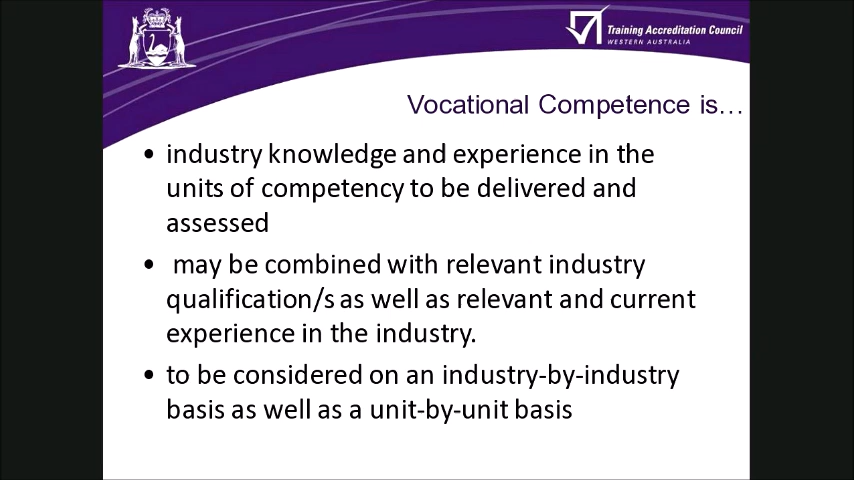 Training Accreditation Council
WESTERN AUSTRALIA
Vocational Competence is…
• industry knowledge and experience in the
units of competency to be delivered and
assessed
• may be combined with relevant industry
qualification/s as well as relevant and current
experience in the industry.
• to be considered on an industry-by-industry
basis as well as a unit-by-unit basis